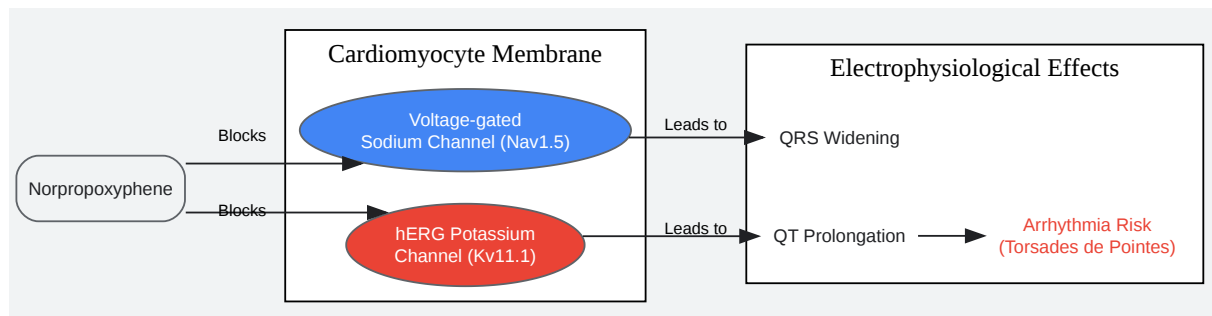 Cardiomyocyte Membrane
Electrophysiological Effects
Norpropoxyphene
Blocks
Blocks
Voltage-gated
Sodium Channel (Nav1.5)
hERG Potassium
Channel (Kv11.1)
Leads to
Leads to
QRS Widening
QT Prolongation
Arrhythmia Risk
(Torsades de Pointes)